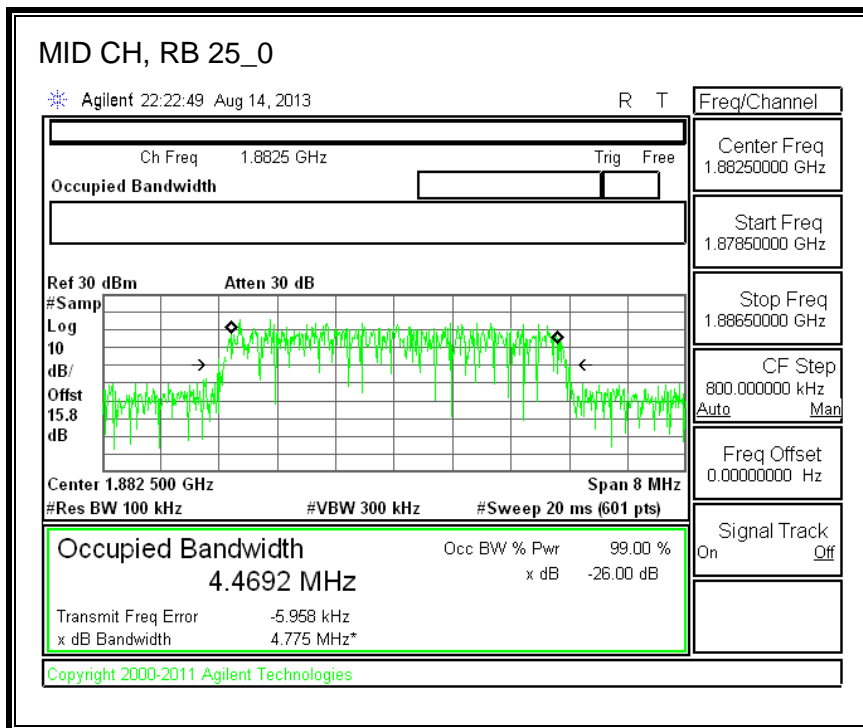 MID CH, RB 25_0
Agilent 22:22:49 Aug 14, 2013 R T
Ch Freq 1.8825 GHz Trig Free
Occupied Bandwidth
Ref 30 dBm Atten 30 dB
#Samp
Log
10
dB/
Offst
15.8
dB
Center 1.882 500 GHz Span 8 MHz
#Res BW 100 kHz #VBW 300 kHz #Sweep 20 ms (601 pts)
Occupied Bandwidth Occ BW % Pwr 99.00 %
4.4692 MHz x dB -26.00 dB
Transmit Freq Error -5.958 kHz
x dB Bandwidth 4.775 MHz*
Copyright 2000-2011 Agilent Technologies
Freq/Channel
Center Freq
1.88250000 GHz
Start Freq
1.87850000 GHz
Stop Freq
1.88650000 GHz
CF Step
800.000000 kHz
Auto Man
Freq Offset
0.00000000 Hz
Signal Track
On Off